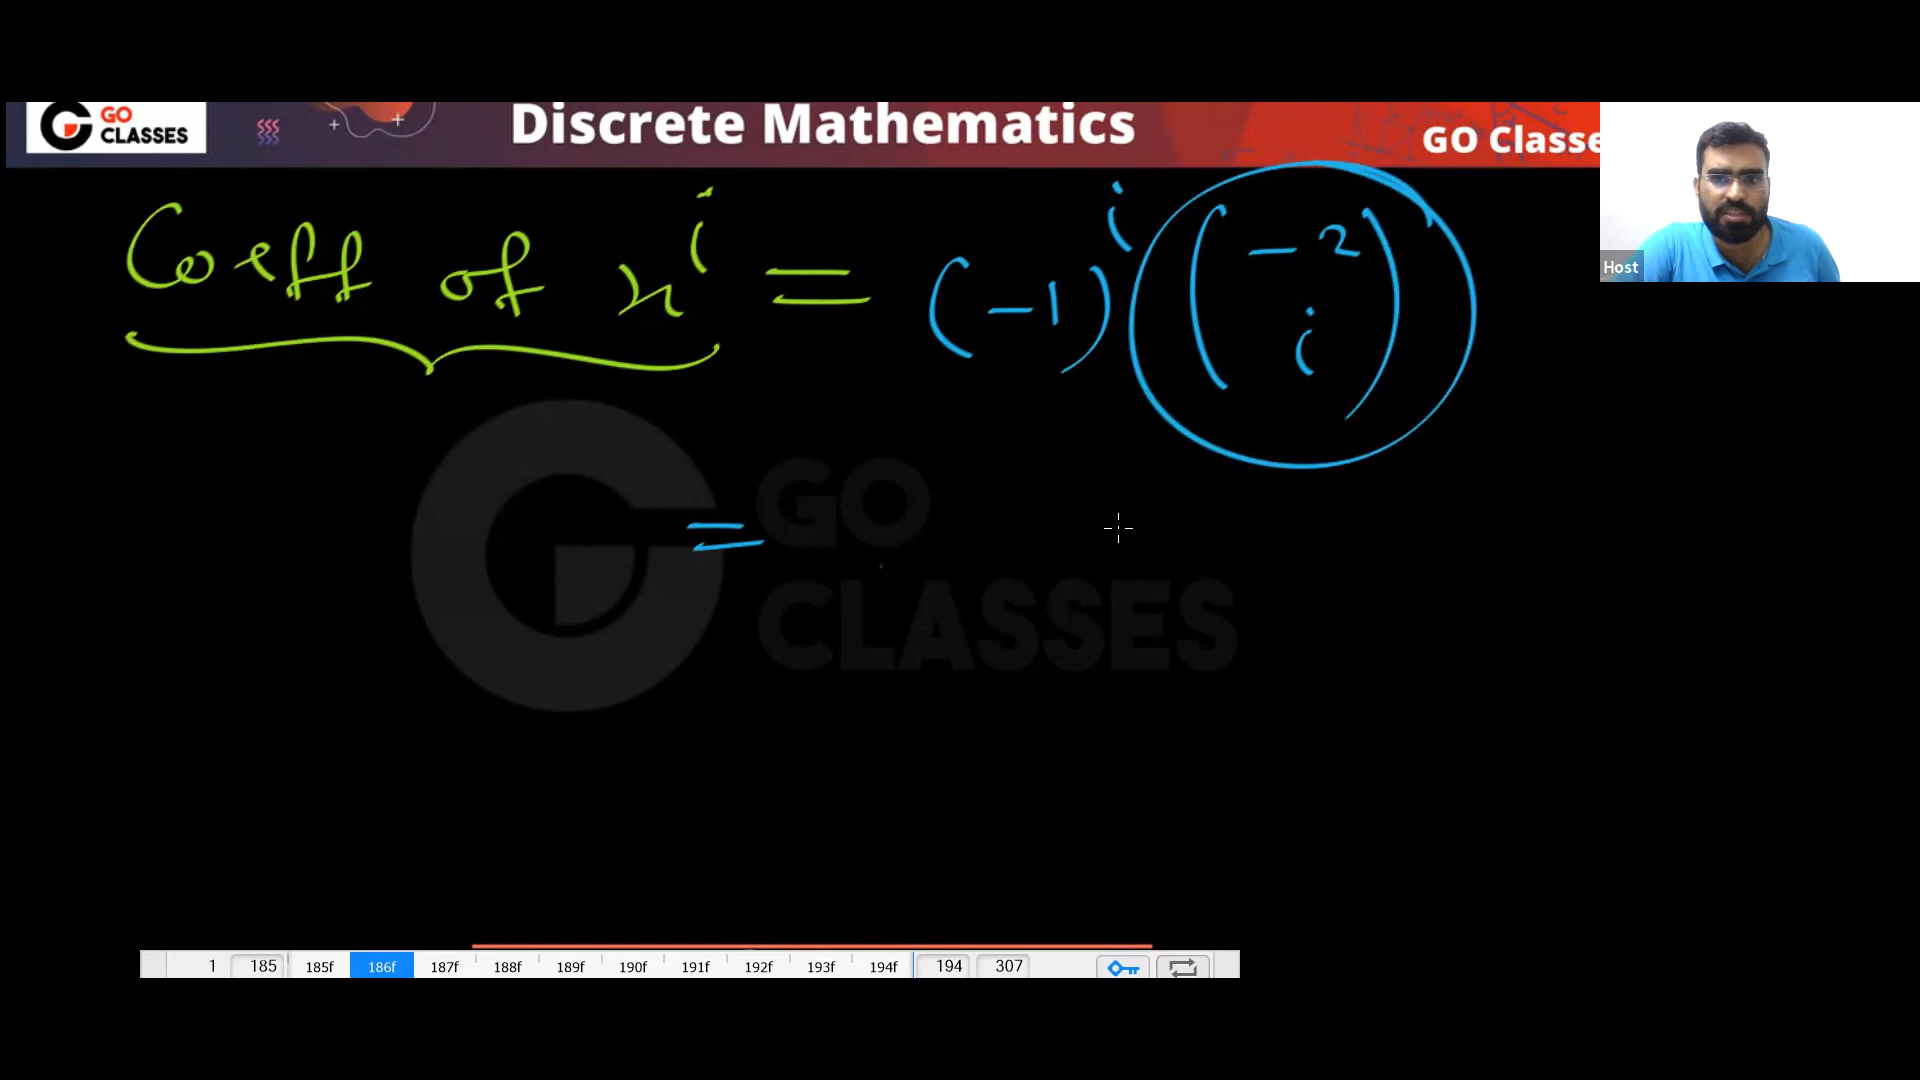 GO CLASSES
Discrete Mathematics
GO Classe
Coeff of x^i = (-1)^i (-2 i)
Host
=
GO
CLASSES
1 185 185f 186f 187f 188f 189f 190f 191f 192f 193f 194f 194 307